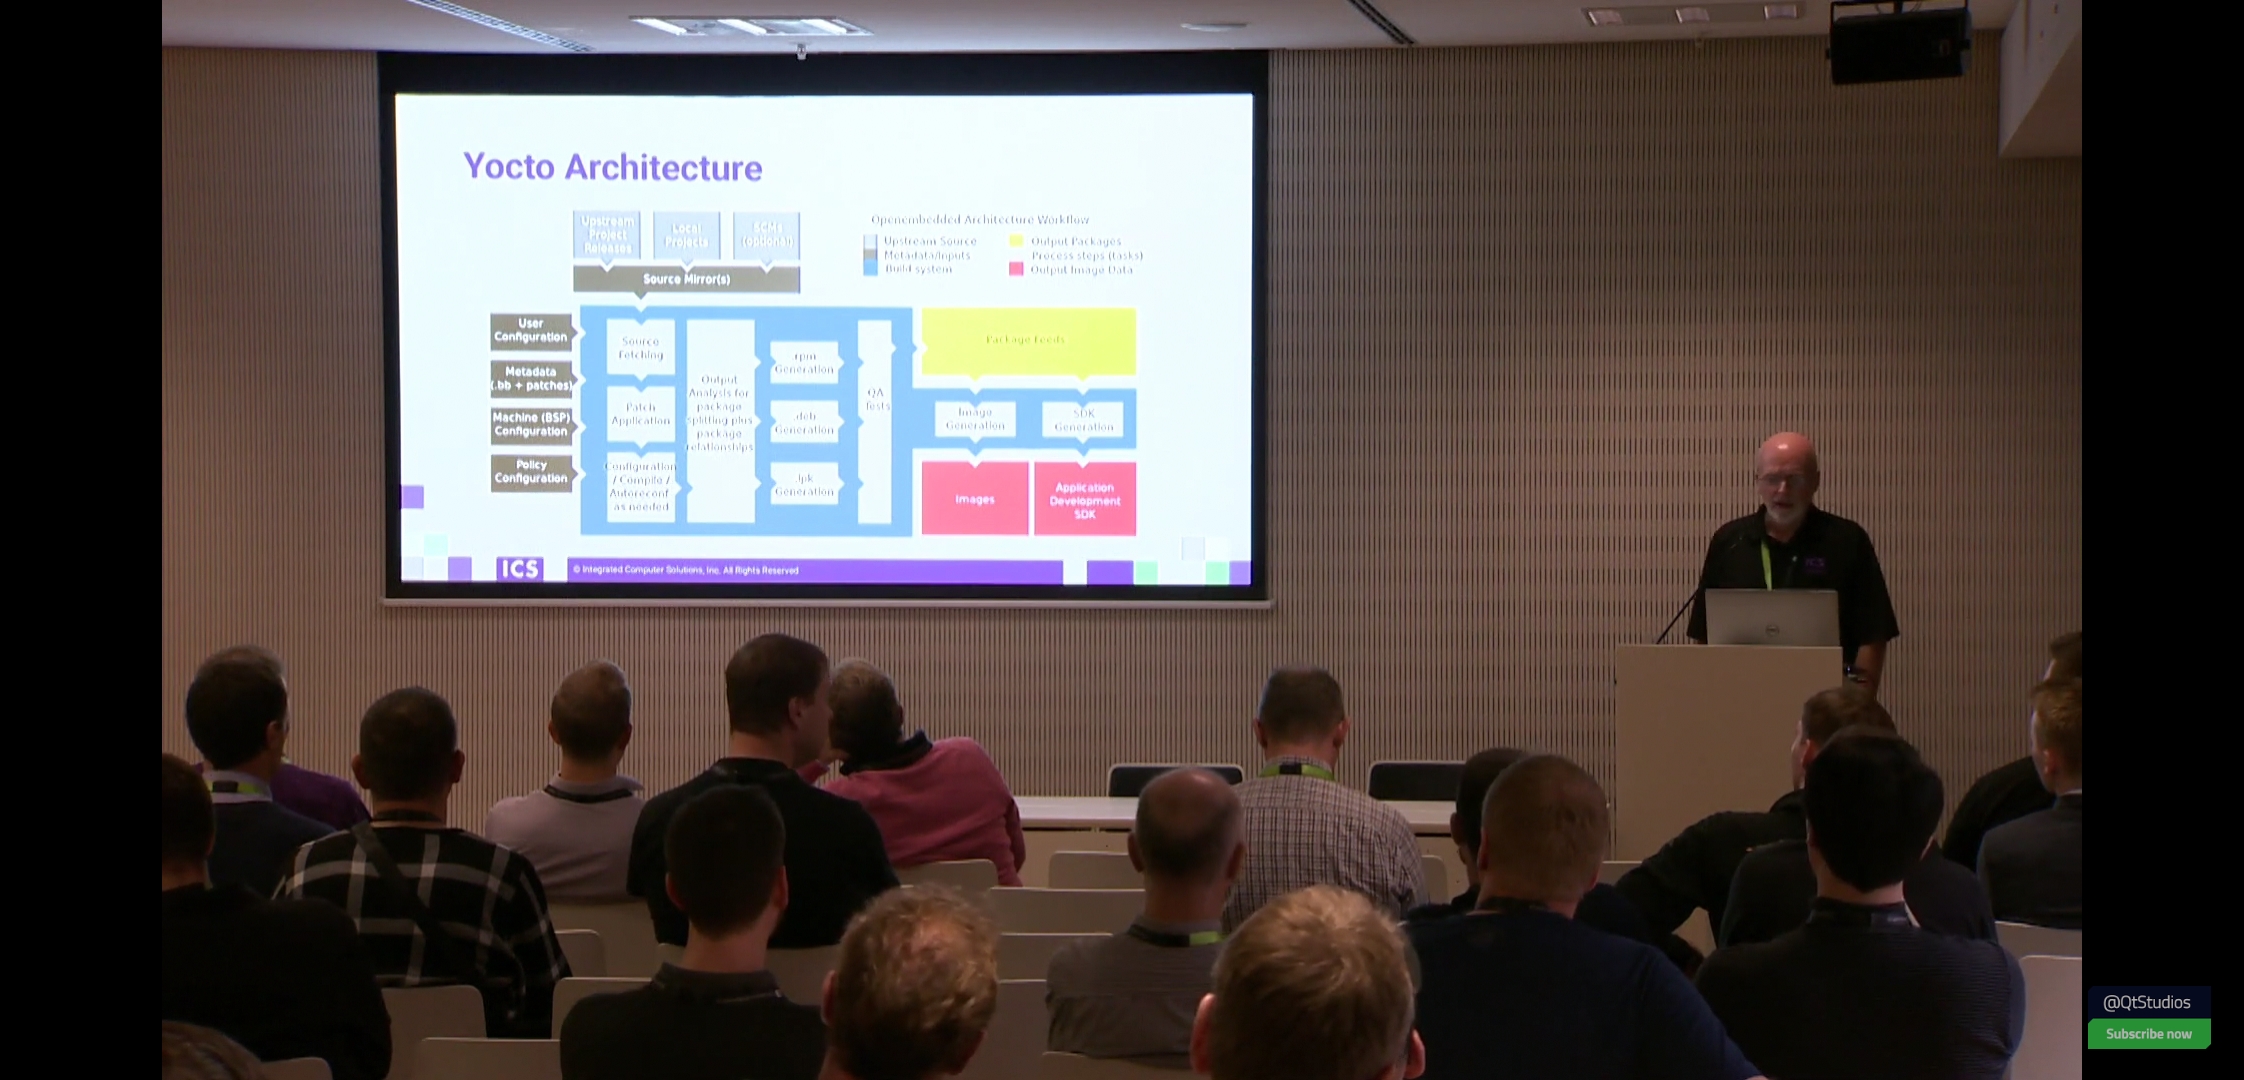 Yocto Architecture
Upstream
Project
Releases
Local
Projects
SCMs
(optional)
Source Mirror(s)
Openembedded Architecture Workflow
Upstream Source
Metadata/Inputs
Build system
Output Packages
Process steps (tasks)
Output Image Data
User
Configuration
Metadata
(.bb + patches)
Machine (BSP)
Configuration
Policy
Configuration
Source
Fetching
Patch
Application
Configuration
/ Compile /
Autoreconf
as needed
Output
Analysis for
package
splitting plus
package
relationships
.rpm
Generation
.deb
Generation
.ipk
Generation
QA
Tests
Package Feeds
Image
Generation
SDK
Generation
Images
Application
Development
SDK
ICS
© Integrated Computer Solutions, Inc. All Rights Reserved
ICS
@QtStudios
Subscribe now